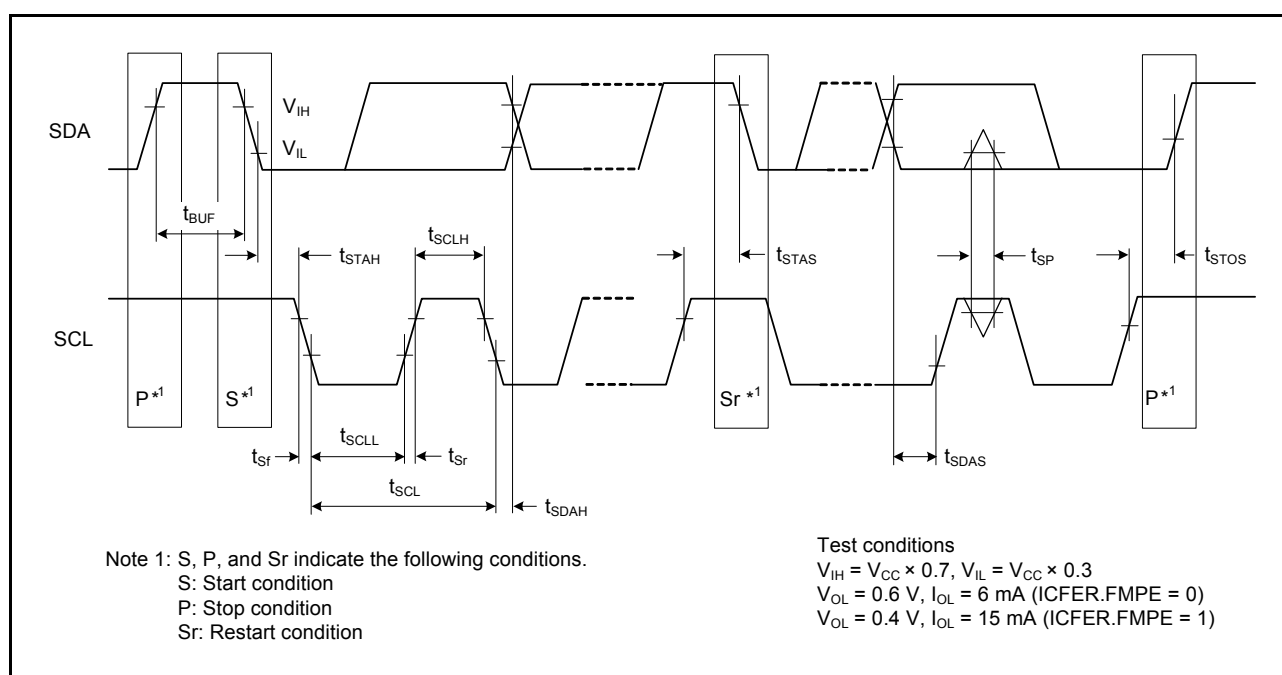 SDA
V_IH
V_IL
t_BUF
t_STAH
t_SCLH
t_STAS
t_SP
t_STOS
SCL
P*1
S*1
Sr *1
P*1
t_Sf
t_SCLL
t_Sr
t_SDAS
t_SCL
t_SDAH
Note 1: S, P, and Sr indicate the following conditions.
S: Start condition
P: Stop condition
Sr: Restart condition
Test conditions
V_IH = V_CC × 0.7, V_IL = V_CC × 0.3
V_OL = 0.6 V, I_OL = 6 mA (ICFER.FMPE = 0)
V_OL = 0.4 V, I_OL = 15 mA (ICFER.FMPE = 1)